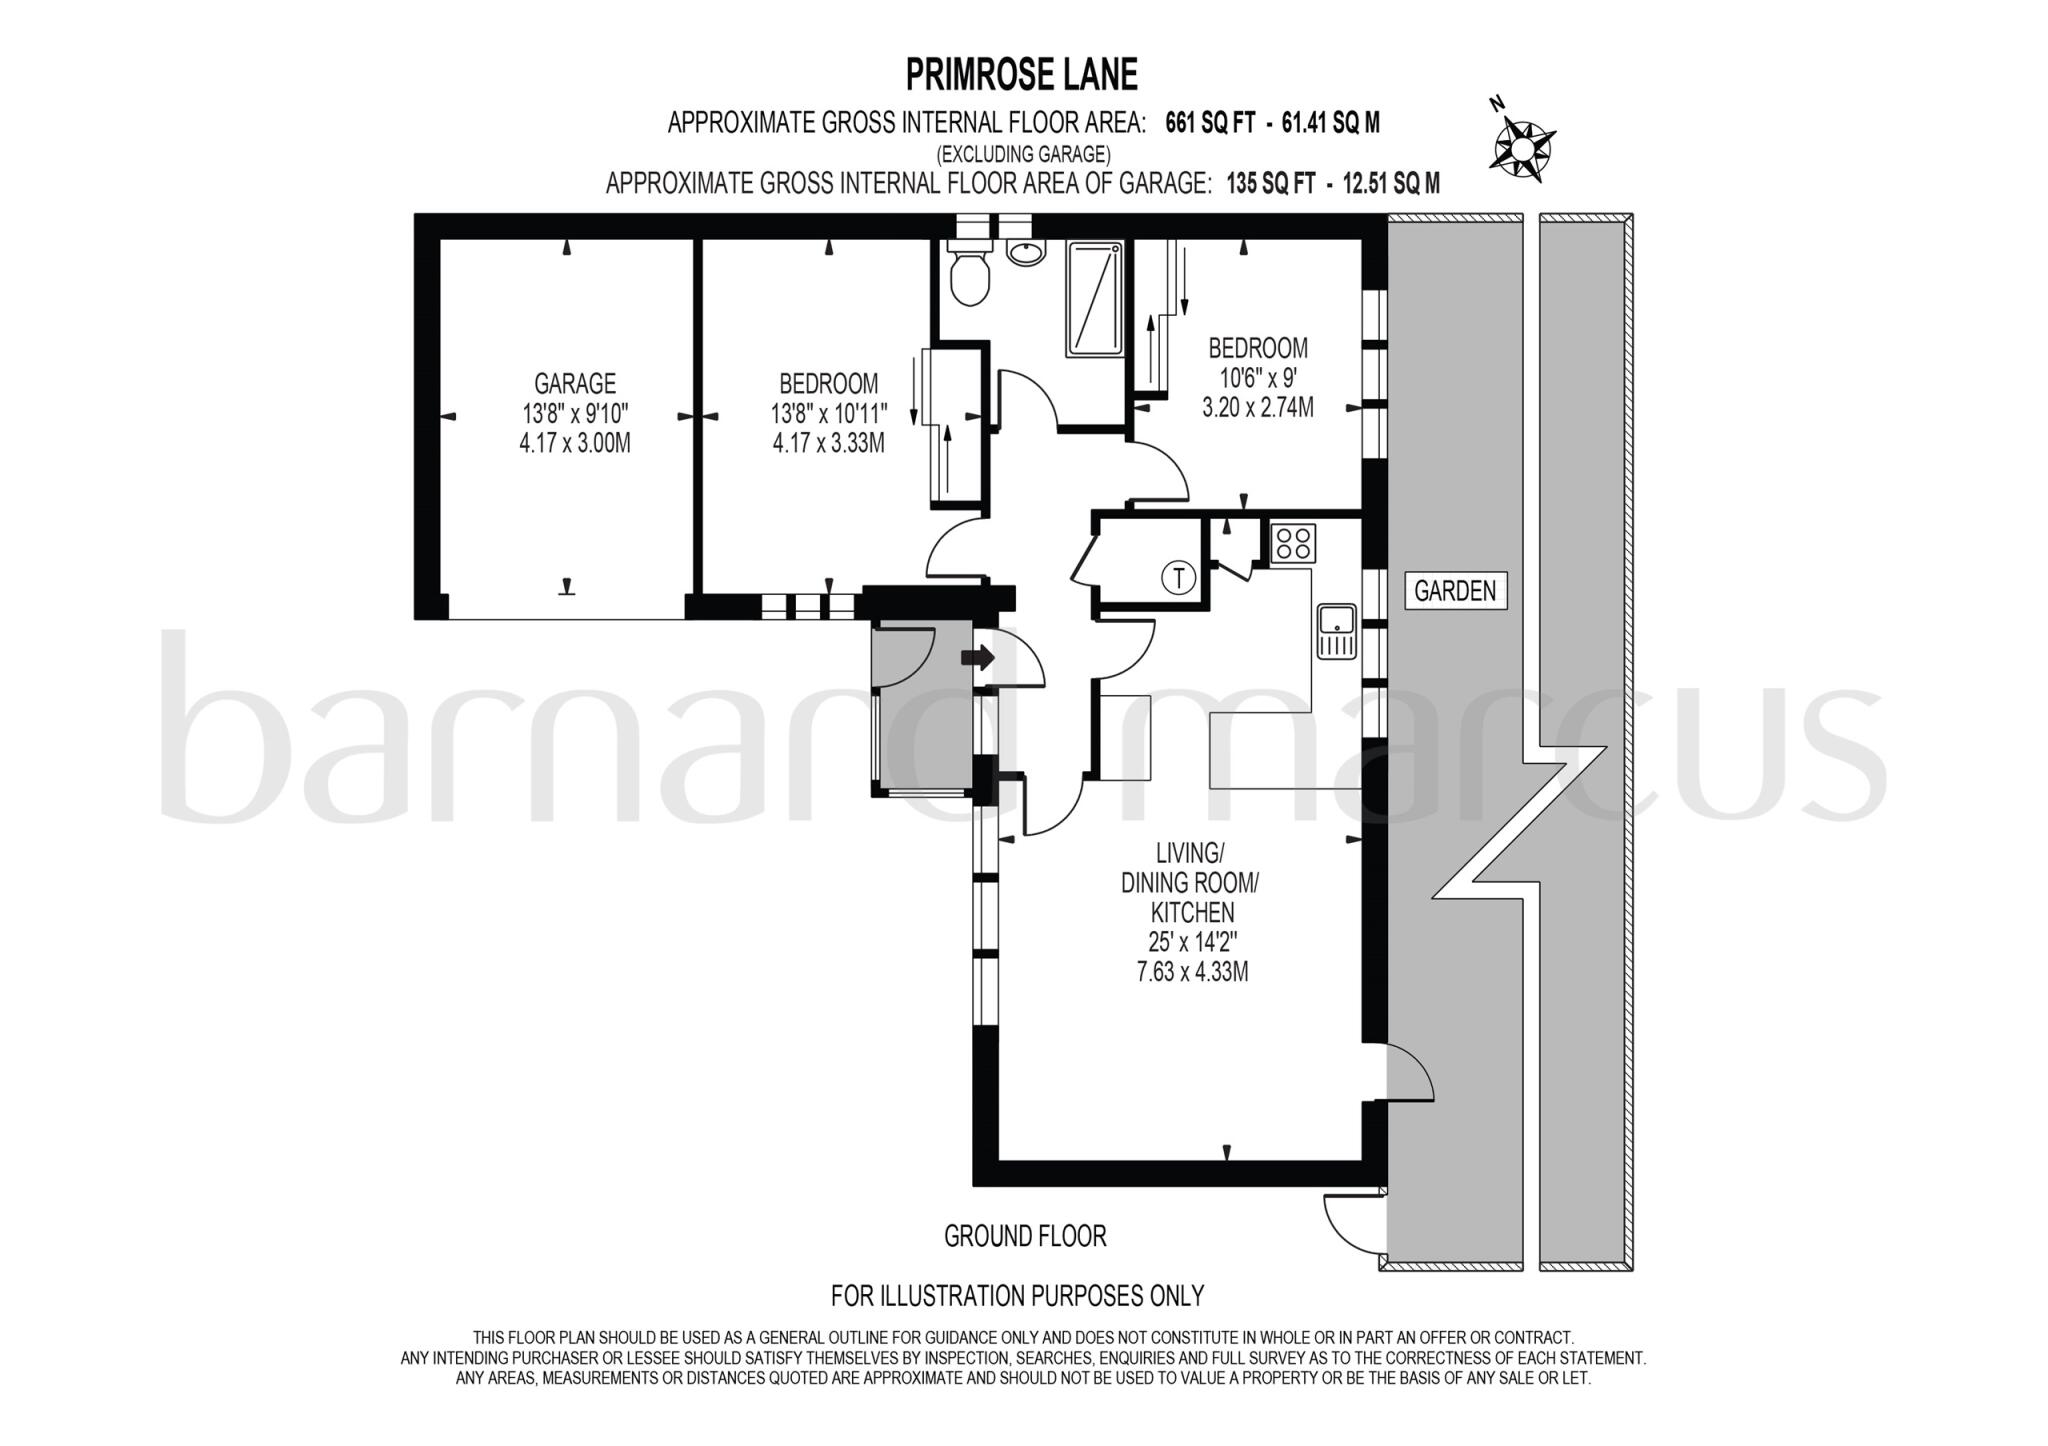 PRIMROSE LANE
APPROXIMATE GROSS INTERNAL FLOOR AREA: 661 SQ FT - 61.41 SQ M
(EXCLUDING GARAGE)
APPROXIMATE GROSS INTERNAL FLOOR AREA OF GARAGE: 135 SQ FT - 12.51 SQ M
N
GARAGE
13'8" x 9'10"
4.17 x 3.00M
BEDROOM
13'8" x 10'11"
4.17 x 3.33M
BEDROOM
10'6" x 9'
3.20 x 2.74M
T
GARDEN
barnard marcus
LIVING/
DINING ROOM/
KITCHEN
25' x 14'2"
7.63 x 4.33M
GROUND FLOOR
FOR ILLUSTRATION PURPOSES ONLY
THIS FLOOR PLAN SHOULD BE USED AS A GENERAL OUTLINE FOR GUIDANCE ONLY AND DOES NOT CONSTITUTE IN WHOLE OR IN PART AN OFFER OR CONTRACT.
ANY INTENDING PURCHASER OR LESSEE SHOULD SATISFY THEMSELVES BY INSPECTION, SEARCHES, ENQUIRIES AND FULL SURVEY AS TO THE CORRECTNESS OF EACH STATEMENT.
ANY AREAS, MEASUREMENTS OR DISTANCES QUOTED ARE APPROXIMATE AND SHOULD NOT BE USED TO VALUE A PROPERTY OR BE THE BASIS OF ANY SALE OR LET.